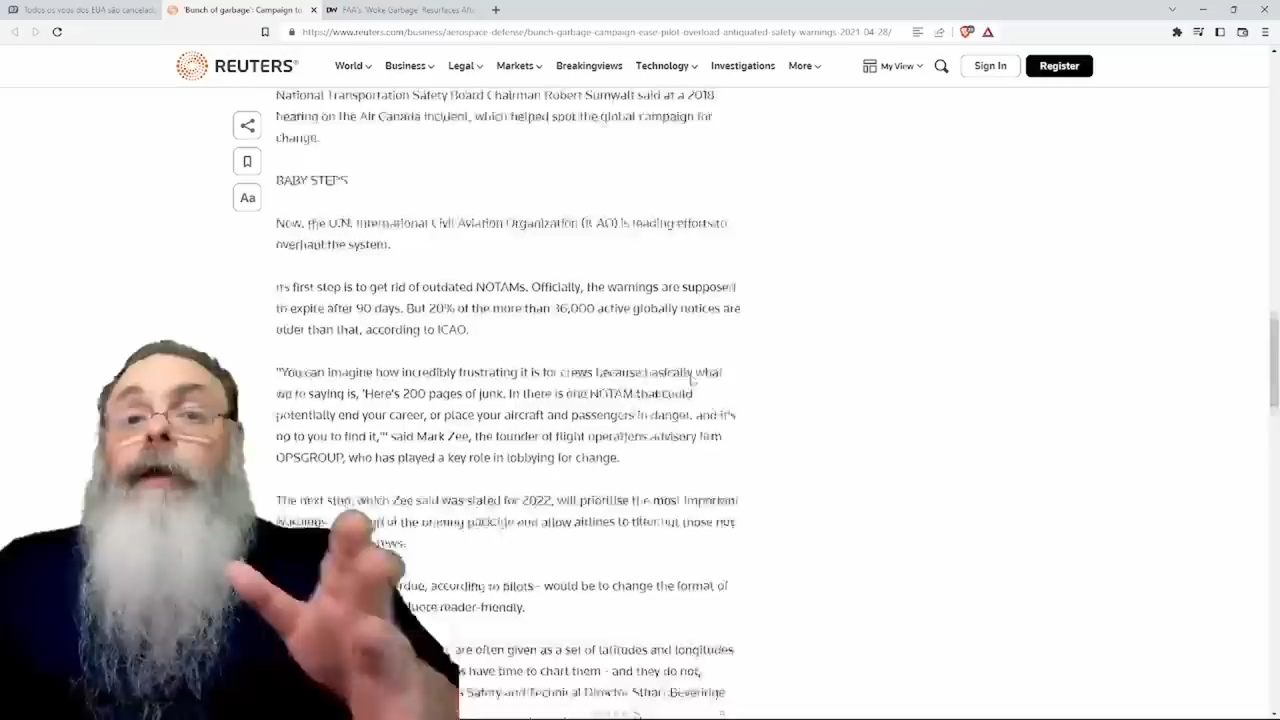 Todos os voos dos EUA são cancelad
'Bunch of garbage': Campaign to
FAA's 'Woke Garbage' Resurfaces Afte
https://www.reuters.com/business/aerospace-defense/bunch-garbage-campaign-ease-pilot-overload-antiquated-safety-warnings-2021-04-28/
REUTERS®
World Business Legal Markets Breakingviews Technology Investigations More
My View
Sign In
Register
National Transportation Safety Board Chairman Robert Sumwalt said at a 2018
hearing on the Air Canada incident, which helped spot the global campaign for
change.
Aa
BABY STEPS
Now, the U.N. International Civil Aviation Organization (ICAO) is leading efforts to
overhaul the system.
Its first step is to get rid of outdated NOTAMs. Officially, the warnings are supposed
to expire after 90 days. But 20% of the more than 36,000 active globally notices are
older than that, according to ICAO.
"You can imagine how incredibly frustrating it is for crews because basically what
we're saying is, 'Here's 200 pages of junk. In there is one NOTAM that could
potentially end your career, or place your aircraft and passengers in danger, and it's
up to you to find it,'" said Mark Zee, the founder of flight operations advisory firm
OPSGROUP, who has played a key role in lobbying for change.
The next step, which Zee said was slated for 2022, will prioritise the most important
of the briefing package and allow airlines to filter out those not
rdue, according to pilots - would be to change the format of
more reader-friendly.
are often given as a set of latitudes and longitudes
have time to chart them - and they do not,
Safety and Technical Director